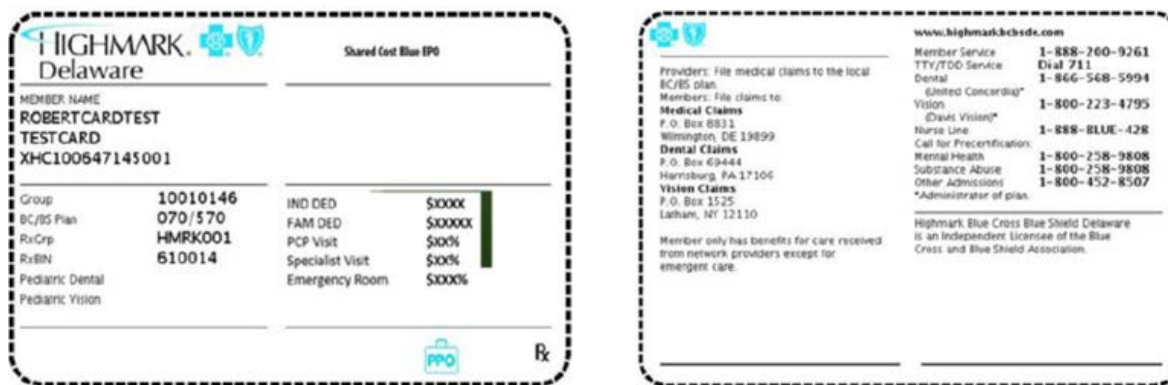 HIGHMARK.
Delaware
Shared Cost Blue EPO
MEMBER NAME
ROBERTCARDTEST
TESTCARD
XHC100647145001
Group 10010146
BC/BS Plan 070/570
RxGrp HMRK001
RxBIN 610014
Pediatric Dental
Pediatric Vision
IND DED $XXXX
FAM DED $XXXXX
PCP Visit $XX%
Specialist Visit $XX%
Emergency Room $XXX%
PPO
Rx
Providers: File medical claims to the local
BC/BS plan.
Members: File claims to:
Medical Claims
P.O. Box 8831
Wilmington, DE 19899
Dental Claims
P.O. Box 69444
Harrisburg, PA 17106
Vision Claims
P.O. Box 1525
Latham, NY 12110
Member only has benefits for care received
from network providers except for
emergent care.
www.highmarkbcbsde.com
Member Service 1-888-200-9261
TTY/TDD Service Dial 711
Dental 1-866-568-5994
(United Concordia)*
Vision 1-800-223-4795
(Davis Vision)*
Nurse Line 1-888-BLUE-428
Call for Precertification:
Mental Health 1-800-258-9808
Substance Abuse 1-800-258-9808
Other Admissions 1-800-452-8507
*Administrator of plan.
Highmark Blue Cross Blue Shield Delaware
is an Independent Licensee of the Blue
Cross and Blue Shield Association.